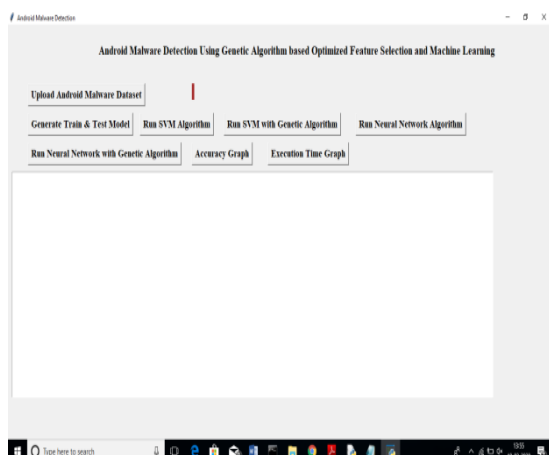 Android Malware Detection
Android Malware Detection Using Genetic Algorithm based Optimized Feature Selection and Machine Learning
Upload Android Malware Dataset
Generate Train & Test Model Run SVM Algorithm Run SVM with Genetic Algorithm Run Neural Network Algorithm
Run Neural Network with Genetic Algorithm Accuracy Graph Execution Time Graph
Type here to search